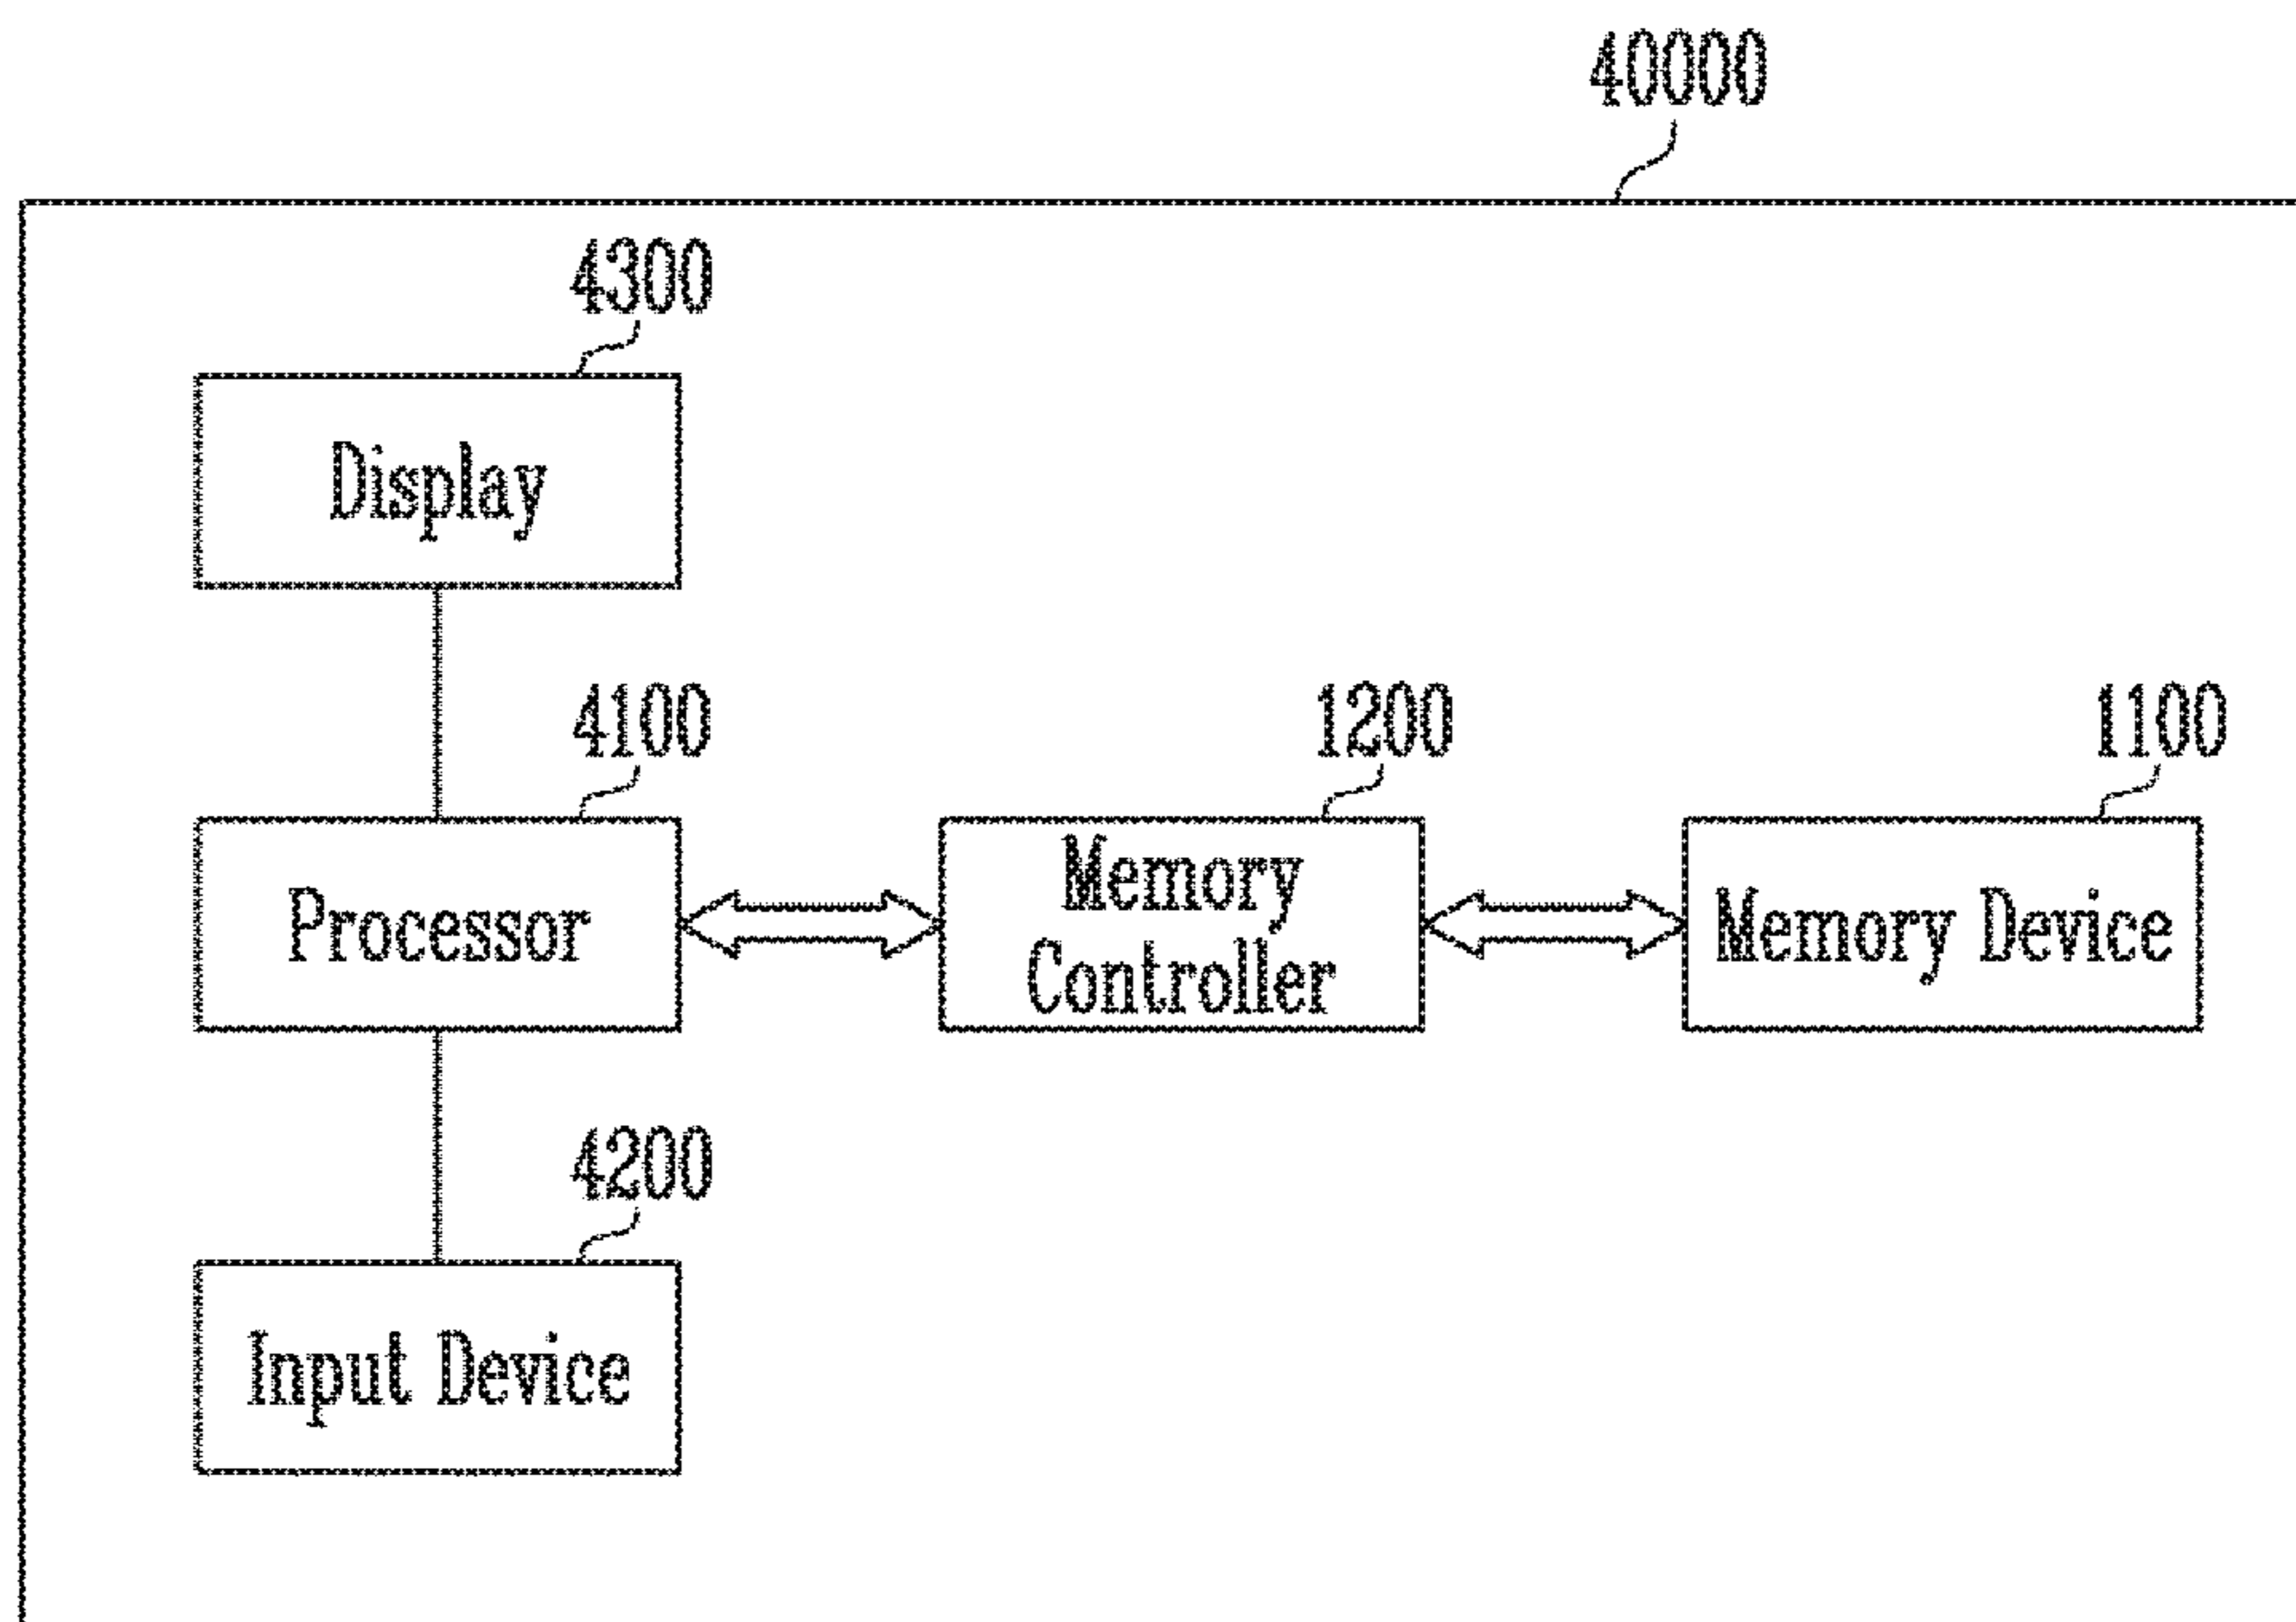 40000
4300
Display
4100
1200
1100
Processor
Memory
Controller
Memory Device
4200
Input Device